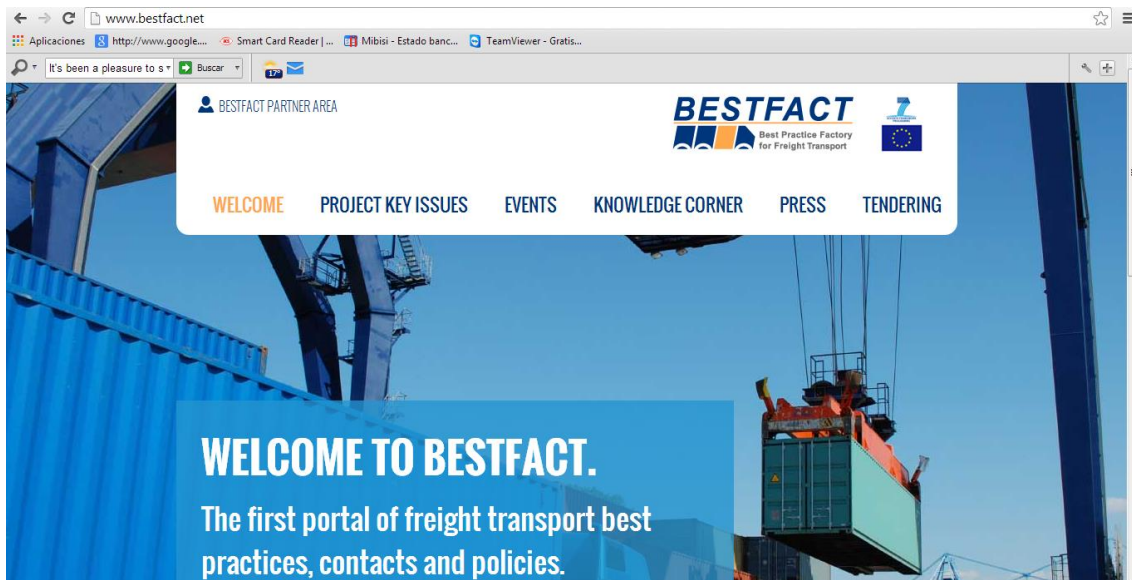 www.bestfact.net
Aplicaciones http://www.google.... Smart Card Reader | ... Mibisi - Estado banc... TeamViewer - Gratis...
It's been a pleasure to s Buscar 17°
BESTFACT PARTNER AREA
BESTFACT
Best Practice Factory
for Freight Transport
7
WELCOME PROJECT KEY ISSUES EVENTS KNOWLEDGE CORNER PRESS TENDERING
WELCOME TO BESTFACT.
The first portal of freight transport best
practices, contacts and policies.